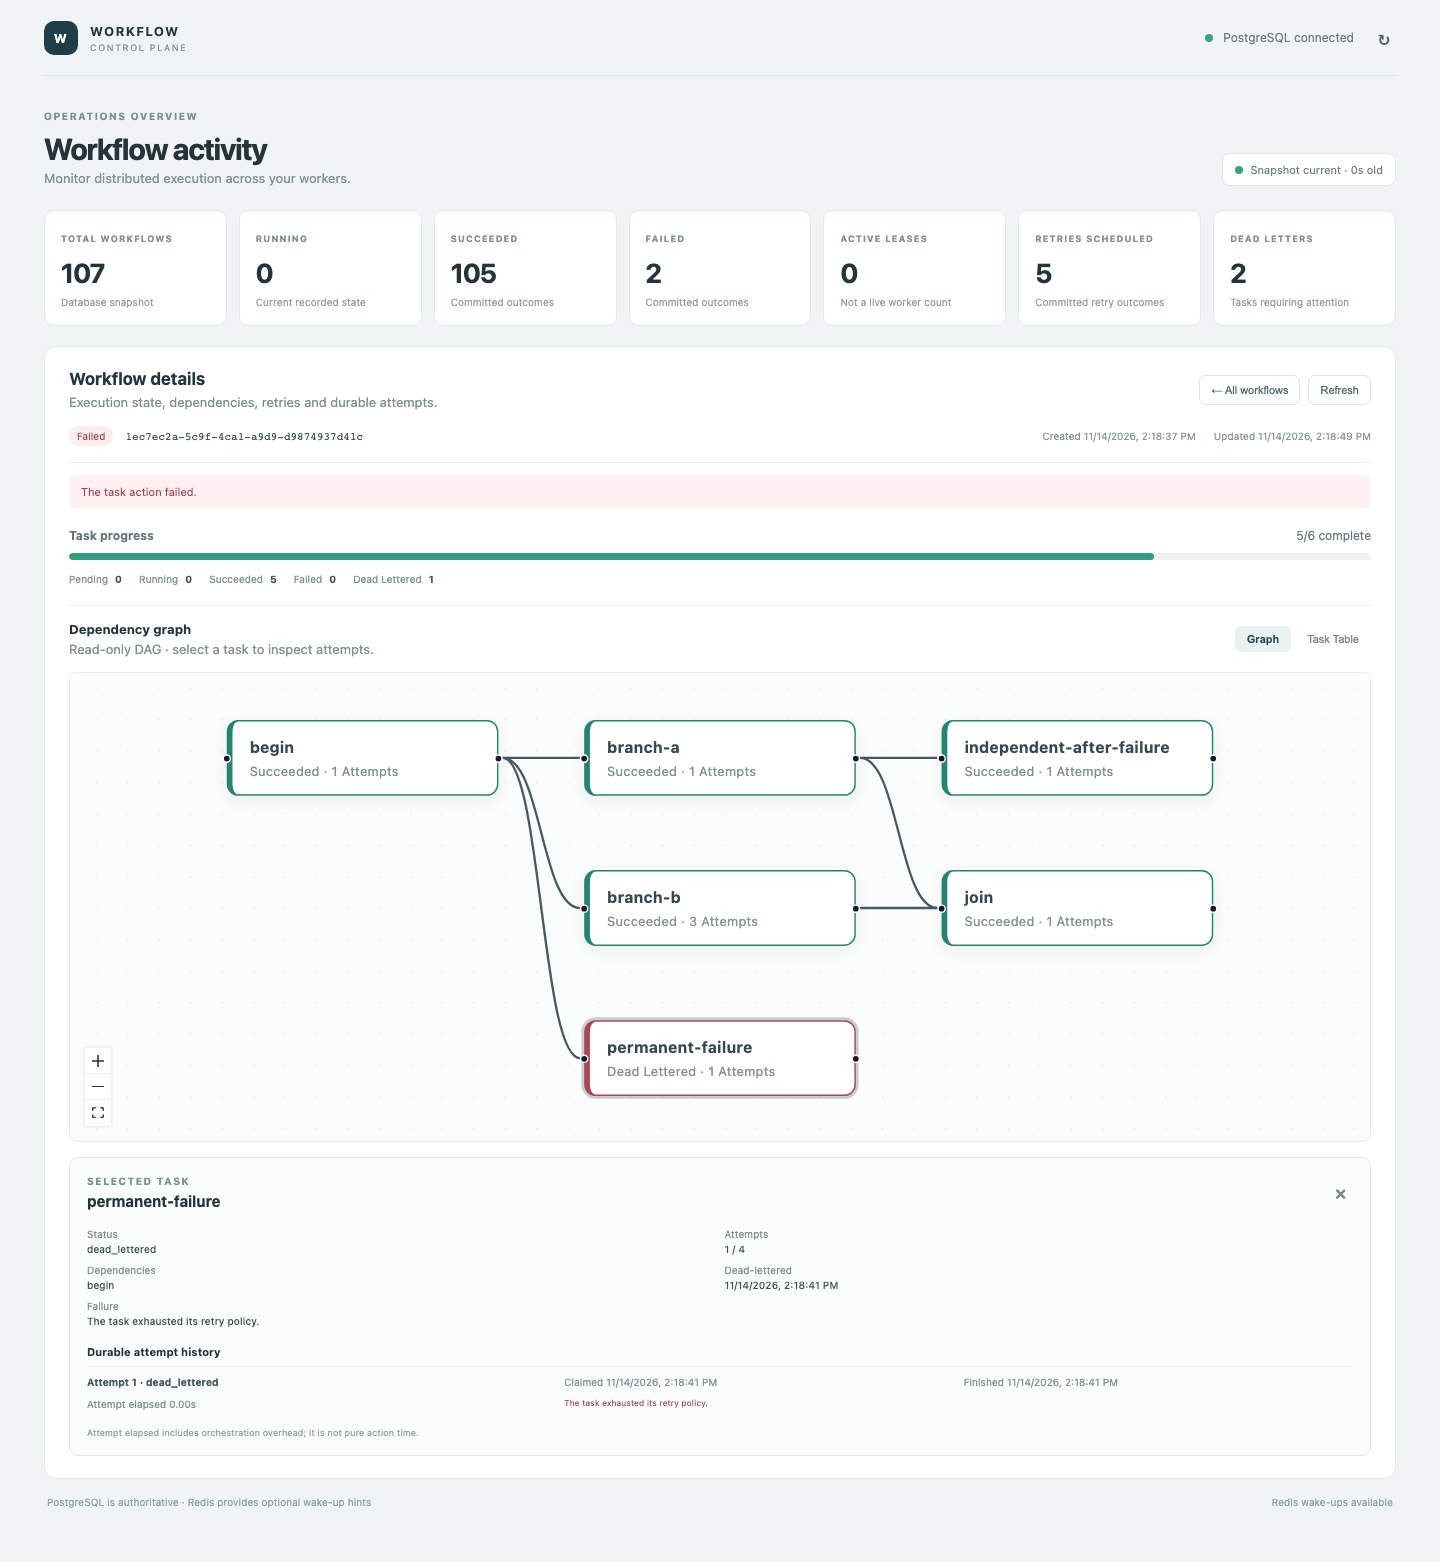 W
WORKFLOW
CONTROL PLANE
PostgreSQL connected
↻
OPERATIONS OVERVIEW
Workflow activity
Monitor distributed execution across your workers.
Snapshot current · 0s old
TOTAL WORKFLOWS
107
Database snapshot
RUNNING
0
Current recorded state
SUCCEEDED
105
Committed outcomes
FAILED
2
Committed outcomes
ACTIVE LEASES
0
Not a live worker count
RETRIES SCHEDULED
5
Committed retry outcomes
DEAD LETTERS
2
Tasks requiring attention
Workflow details
Execution state, dependencies, retries and durable attempts.
← All workflows
Refresh
Failed 1ec7ec2a-5c9f-4ca1-a9d9-d9874937d41c
Created 11/14/2026, 2:18:37 PM Updated 11/14/2026, 2:18:49 PM
The task action failed.
Task progress
5/6 complete
Pending 0 Running 0 Succeeded 5 Failed 0 Dead Lettered 1
Dependency graph
Read-only DAG · select a task to inspect attempts.
Graph
Task Table
begin
Succeeded · 1 Attempts
branch-a
Succeeded · 1 Attempts
independent-after-failure
Succeeded · 1 Attempts
branch-b
Succeeded · 3 Attempts
join
Succeeded · 1 Attempts
permanent-failure
Dead Lettered · 1 Attempts
SELECTED TASK
permanent-failure
×
Status
dead_lettered
Attempts
1 / 4
Dependencies
begin
Dead-lettered
11/14/2026, 2:18:41 PM
Failure
The task exhausted its retry policy.
Durable attempt history
Attempt 1 · dead_lettered
Claimed 11/14/2026, 2:18:41 PM
Finished 11/14/2026, 2:18:41 PM
Attempt elapsed 0.00s
The task exhausted its retry policy.
Attempt elapsed includes orchestration overhead; it is not pure action time.
PostgreSQL is authoritative · Redis provides optional wake-up hints
Redis wake-ups available